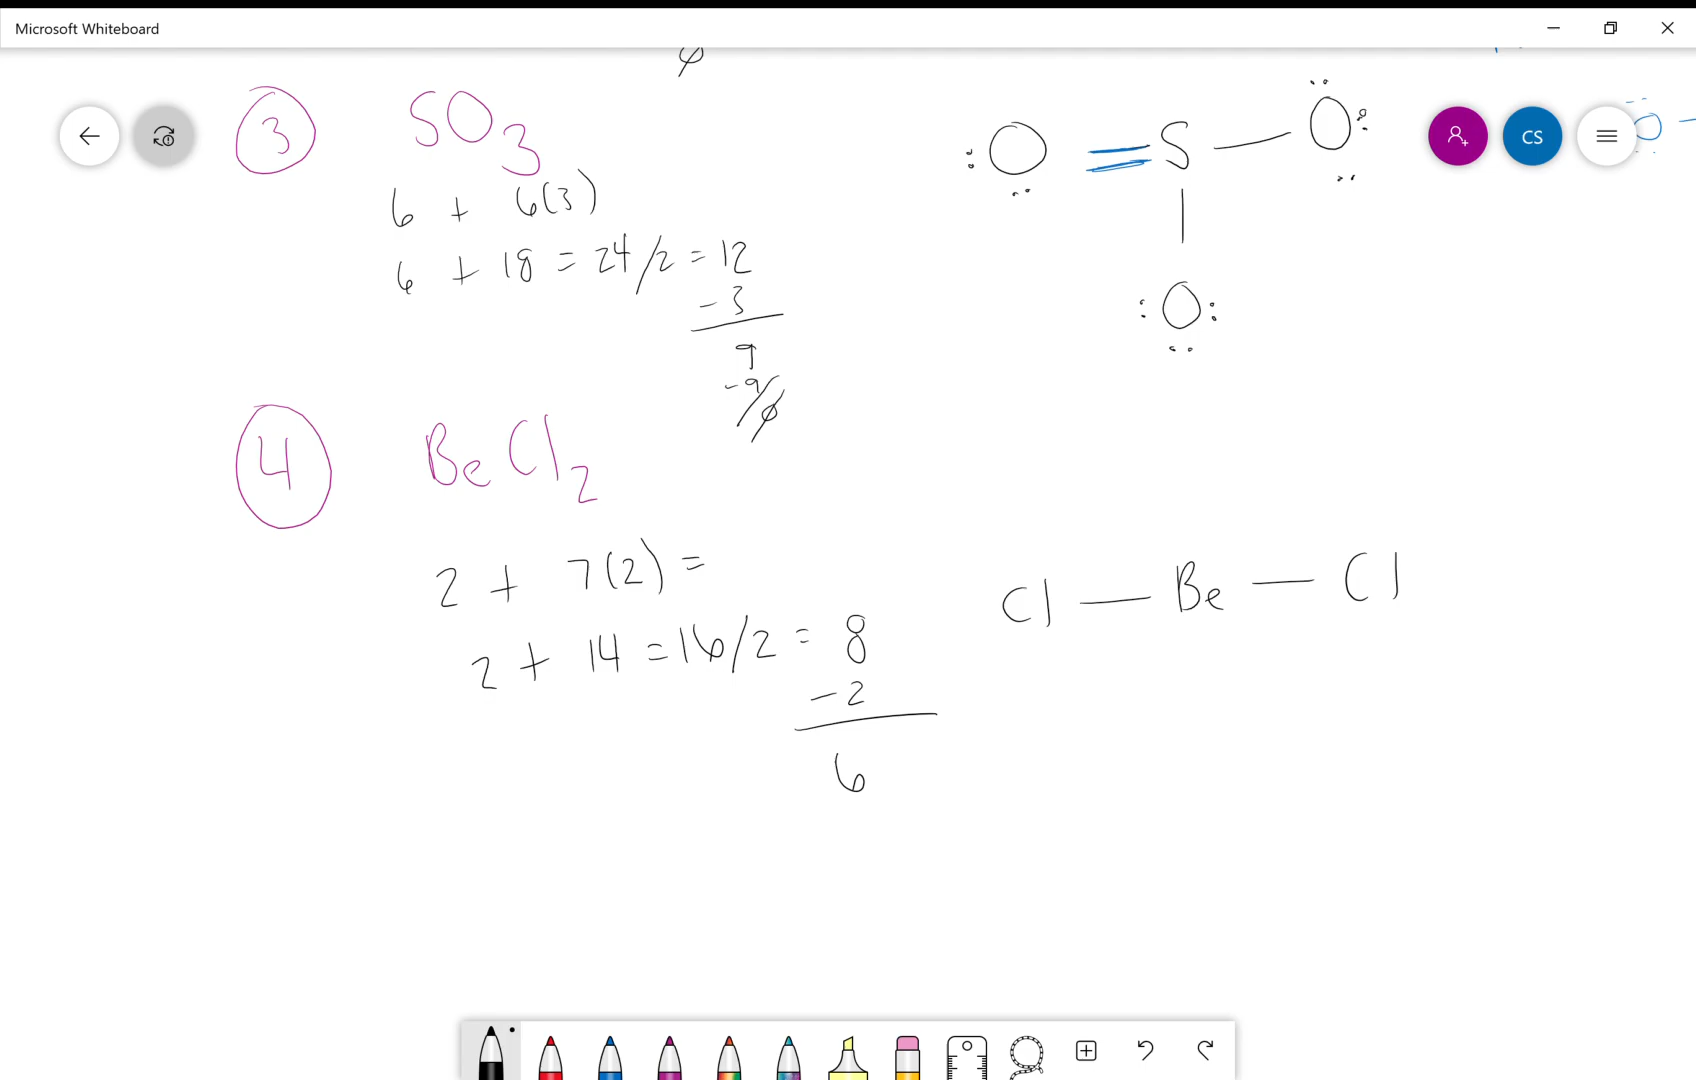 Microsoft Whiteboard
φ
3 SO3
6 + 6(3)
6 + 18 = 24/2 = 12
- 3
9
- 9
φ
O = S - O
O
CS
O
4 BeCl2
2 + 7(2) =
2 + 14 = 16/2 = 8
- 2
6
Cl — Be — Cl